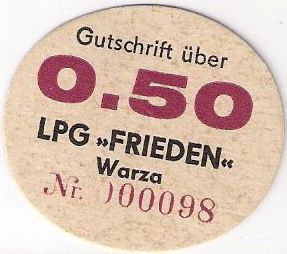 Gutschrift über
0.50
LPG »FRIEDEN«
Warza
Nr. 000098